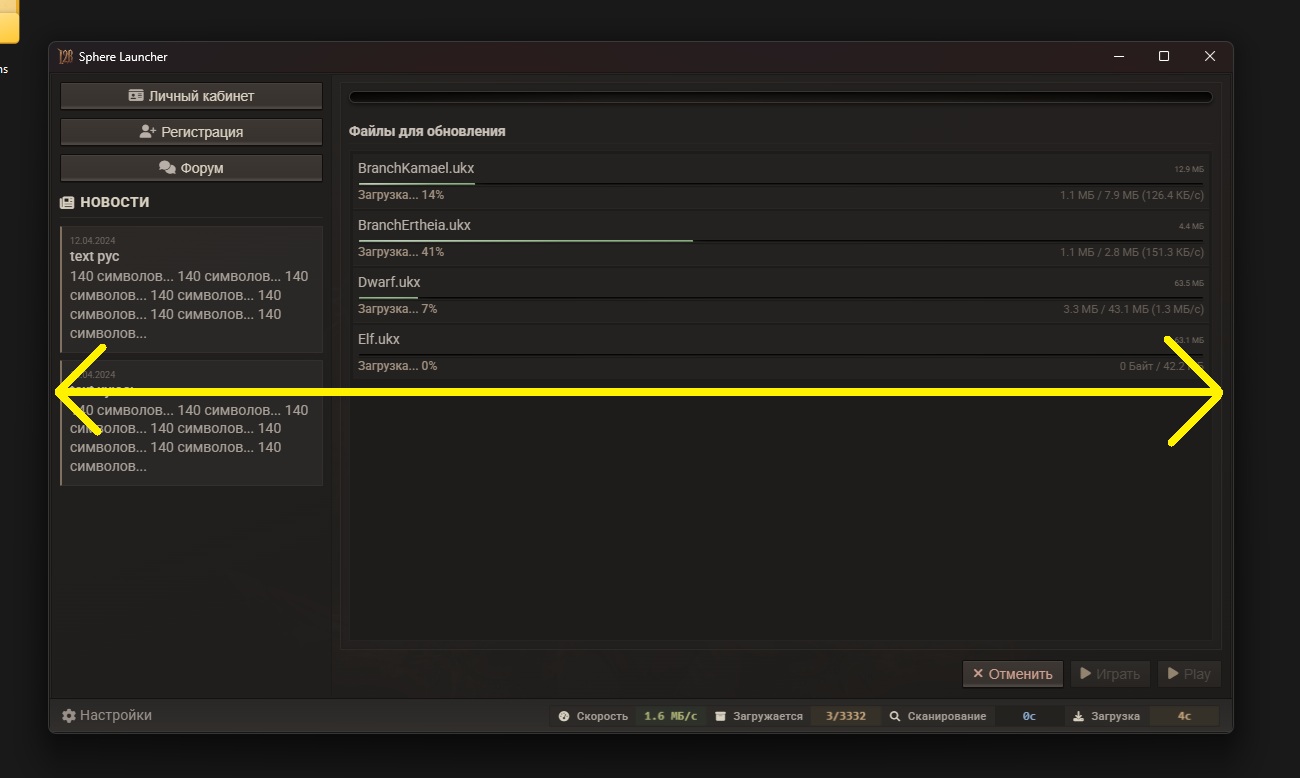 ns
Sphere Launcher
Личный кабинет
Регистрация
Форум
НОВОСТИ
12.04.2024
text рус
140 символов... 140 символов... 140
символов... 140 символов... 140
символов... 140 символов... 140
символов...
04.2024
140 символов... 140 символов... 140
символов... 140 символов... 140
символов... 140 символов... 140
символов...
Файлы для обновления
BranchKamael.ukx 12.9 МБ
Загрузка... 14% 1.1 МБ / 7.9 МБ (126.4 КБ/с)
BranchErtheia.ukx 4.4 МБ
Загрузка... 41% 1.1 МБ / 2.8 МБ (151.3 КБ/с)
Dwarf.ukx 63.5 МБ
Загрузка... 7% 3.3 МБ / 43.1 МБ (1.3 МБ/с)
Elf.ukx 63.1 МБ
Загрузка... 0% 0 Байт / 42.2
Отменить Играть Play
Настройки Скорость 1.6 МБ/с Загружается 3/3332 Сканирование 0с Загрузка 4с